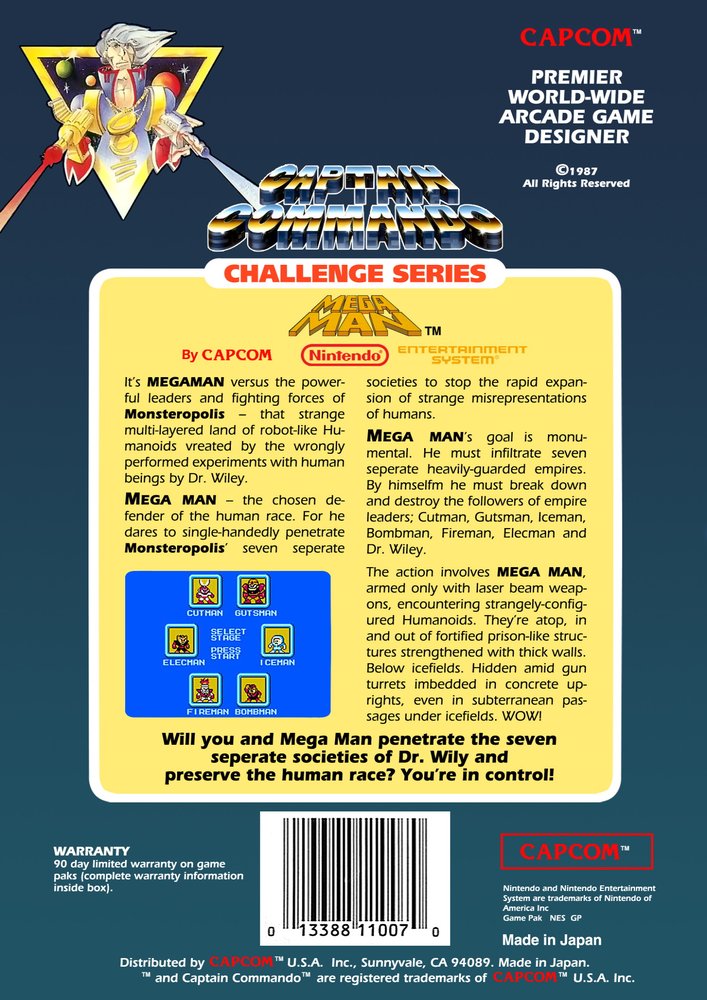 CAPCOM™
PREMIER
WORLD-WIDE
ARCADE GAME
DESIGNER
©1987
All Rights Reserved
CAPTAIN
COMMANDO
CHALLENGE SERIES
MEGA
MAN TM
By CAPCOM
Nintendo®
ENTERTAINMENT
SYSTEM®
It's MEGAMAN versus the power-
ful leaders and fighting forces of
Monsteropolis – that strange
multi-layered land of robot-like Hu-
manoids vreated by the wrongly
performed experiments with human
beings by Dr. Wiley.
MEGA MAN – the chosen de-
fender of the human race. For he
dares to single-handedly penetrate
Monsteropolis' seven seperate
societies to stop the rapid expan-
sion of strange misrepresentations
of humans.
MEGA MAN's goal is monu-
mental. He must infiltrate seven
seperate heavily-guarded empires.
By himselfm he must break down
and destroy the followers of empire
leaders; Cutman, Gutsman, Iceman,
Bombman, Fireman, Elecman and
Dr. Wiley.
The action involves MEGA MAN,
armed only with laser beam weap-
ons, encountering strangely-config-
ured Humanoids. They're atop, in
and out of fortified prison-like struc-
tures strengthened with thick walls.
Below icefields. Hidden amid gun
turrets imbedded in concrete up-
rights, even in subterranean pas-
sages under icefields. WOW!
CUTMAN GUTSMAN
SELECT
STAGE
PRESS
START
ELECMAN ICEMAN
FIREMAN BOMBMAN
Will you and Mega Man penetrate the seven
seperate societies of Dr. Wily and
preserve the human race? You're in control!
WARRANTY
90 day limited warranty on game
paks (complete warranty information
inside box).
0 13388 11007 0
CAPCOM™
Nintendo and Nintendo Entertainment
System are trademarks of Nintendo of
America Inc
Game Pak NES GP
Made in Japan
Distributed by CAPCOM™ U.S.A. Inc., Sunnyvale, CA 94089. Made in Japan.
™ and Captain Commando™ are registered trademarks of CAPCOM™ U.S.A. Inc.